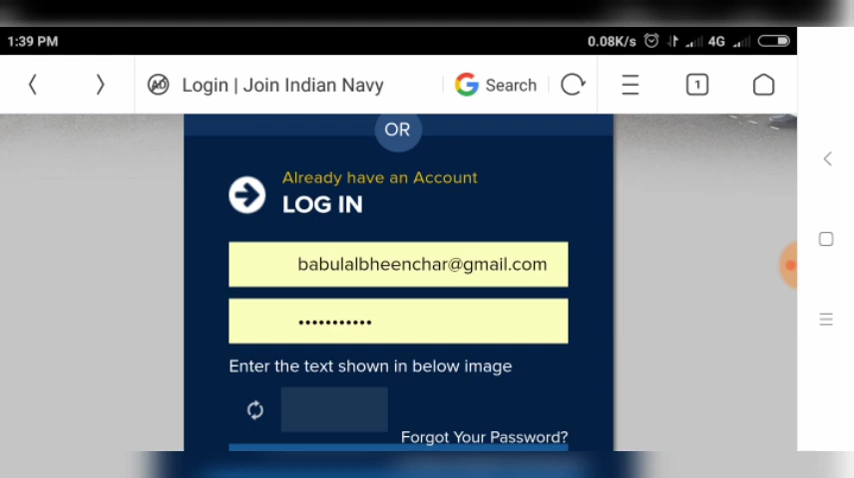 1:39 PM 0.08K/s 4G
Login | Join Indian Navy Search 1
OR
Already have an Account
LOG IN
babulalbheenchar@gmail.com
•••••••••••
Enter the text shown in below image
Forgot Your Password?